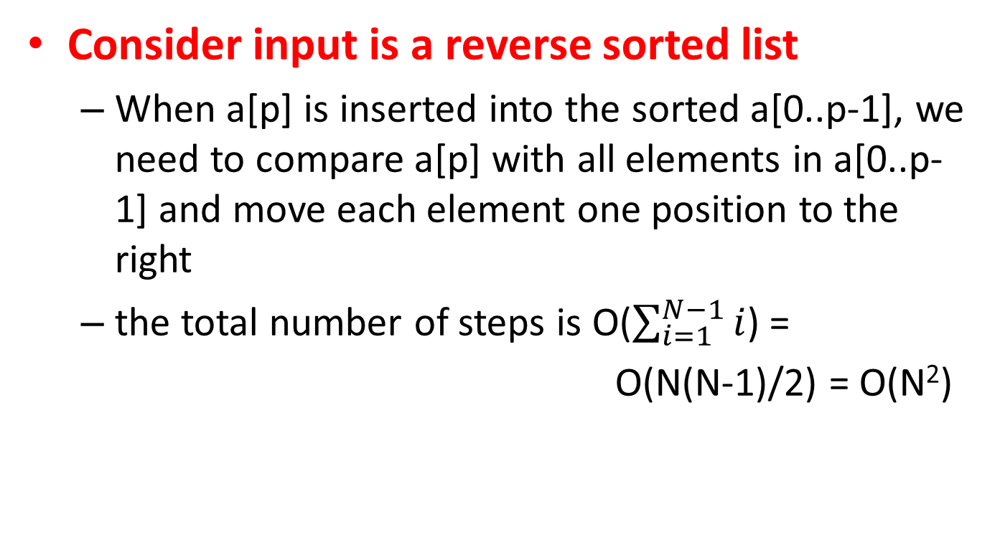 • Consider input is a reverse sorted list
– When a[p] is inserted into the sorted a[0..p-1], we
need to compare a[p] with all elements in a[0..p-
1] and move each element one position to the
right
– the total number of steps is O(∑_{i=1}^{N−1} i) =
O(N(N-1)/2) = O(N²)